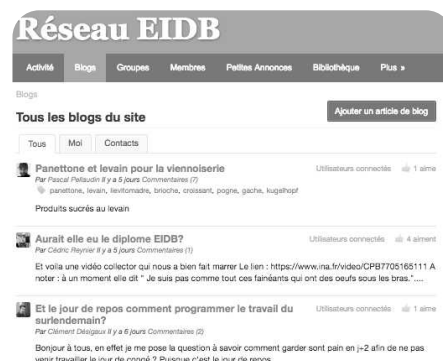 Réseau EIDB
Activité Blogs Groupes Membres Petites Annonces Bibliothèque Plus »
Blogs
Tous les blogs du site
Ajouter un article de blog
Tous Moi Contacts
Panettone et levain pour la viennoiserie
Utilisateurs connectés 1 aime
Par Pascal Pellaudin Il y a 5 jours Commentaires (7)
panettone, levain, lievitomadre, brioche, croissant, pogne, gache, kugelhopf
Produits sucrés au levain
Aurait elle eu le diplome EIDB?
Utilisateurs connectés 4 aiment
Par Cédric Reynier Il y a 5 jours Commentaires (1)
Et voila une vidéo collector qui nous a bien fait marrer Le lien : https://www.ina.fr/video/CPB7705165111 A
noter : à un moment elle dit " Je suis pas comme tout ces fainéants qui ont des oeufs sous les bras."....
Et le jour de repos comment programmer le travail du
surlendemain?
Utilisateurs connectés 1 aime
Par Clément Désigaux Il y a 6 jours Commentaires (2)
Bonjour à tous, en effet je me pose la question à savoir comment garder sont pain en j+2 afin de ne pas
venir travailler le jour de congé ? Puisque c'est le jour de repos